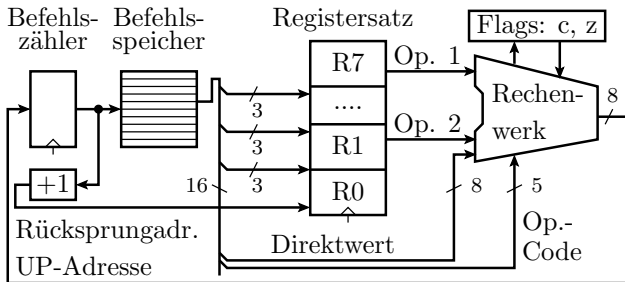 Befehls-
zähler
Befehls-
speicher
Registersatz
Flags: c, z
R7
....
R1
R0
Op. 1
Op. 2
Rechen-
werk
8
3
3
3
+1
16
8
5
Rücksprungadr.
UP-Adresse
Direktwert
Op.-
Code